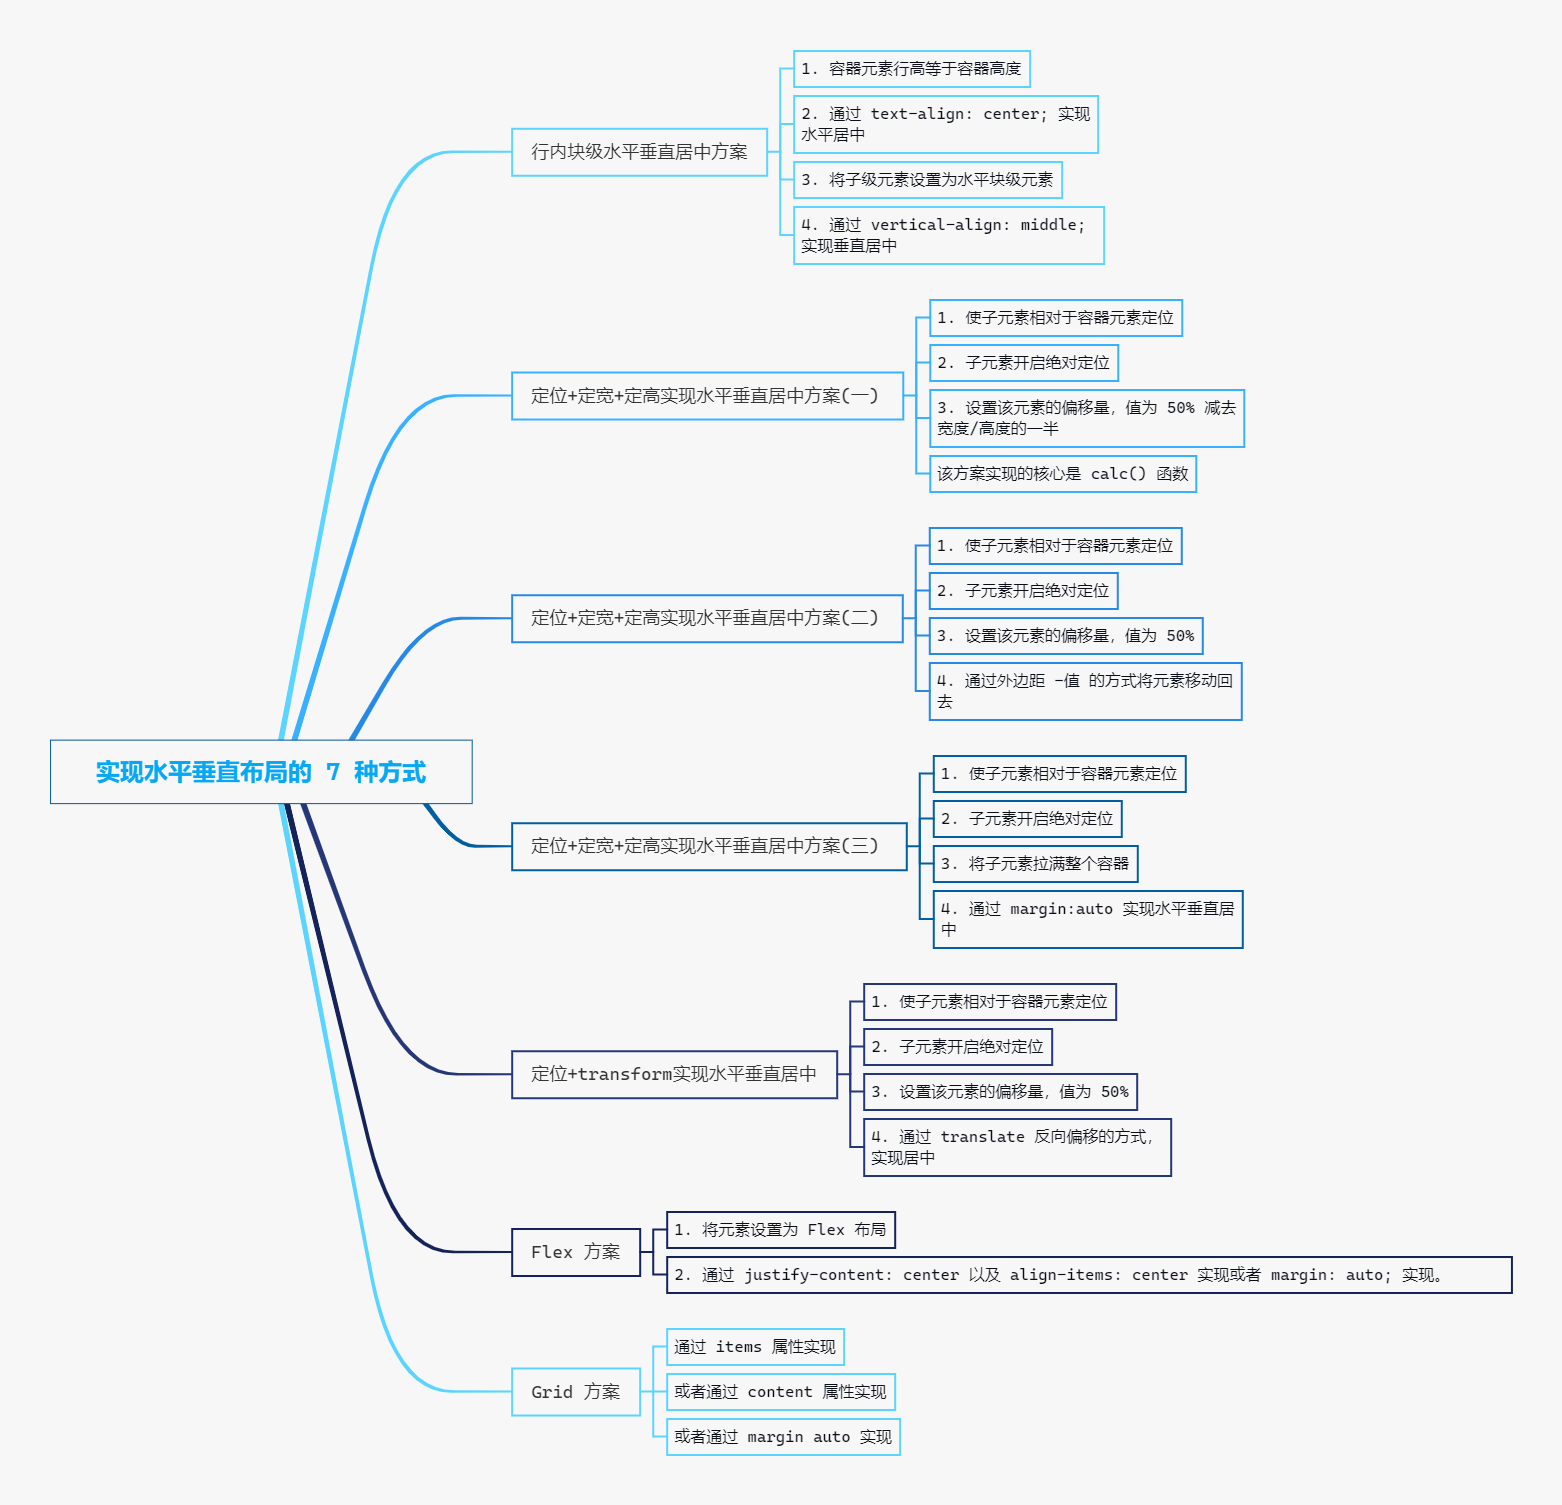 实现水平垂直布局的 7 种方式
行内块级水平垂直居中方案
1. 容器元素行高等于容器高度
2. 通过 text-align: center; 实现
水平居中
3. 将子级元素设置为水平块级元素
4. 通过 vertical-align: middle;
实现垂直居中
定位+定宽+定高实现水平垂直居中方案(一)
1. 使子元素相对于容器元素定位
2. 子元素开启绝对定位
3. 设置该元素的偏移量，值为 50% 减去
宽度/高度的一半
该方案实现的核心是 calc() 函数
定位+定宽+定高实现水平垂直居中方案(二)
1. 使子元素相对于容器元素定位
2. 子元素开启绝对定位
3. 设置该元素的偏移量，值为 50%
4. 通过外边距 -值 的方式将元素移动回
去
定位+定宽+定高实现水平垂直居中方案(三)
1. 使子元素相对于容器元素定位
2. 子元素开启绝对定位
3. 将子元素拉满整个容器
4. 通过 margin:auto 实现水平垂直居
中
定位+transform实现水平垂直居中
1. 使子元素相对于容器元素定位
2. 子元素开启绝对定位
3. 设置该元素的偏移量，值为 50%
4. 通过 translate 反向偏移的方式，
实现居中
Flex 方案
1. 将元素设置为 Flex 布局
2. 通过 justify-content: center 以及 align-items: center 实现或者 margin: auto; 实现。
Grid 方案
通过 items 属性实现
或者通过 content 属性实现
或者通过 margin auto 实现